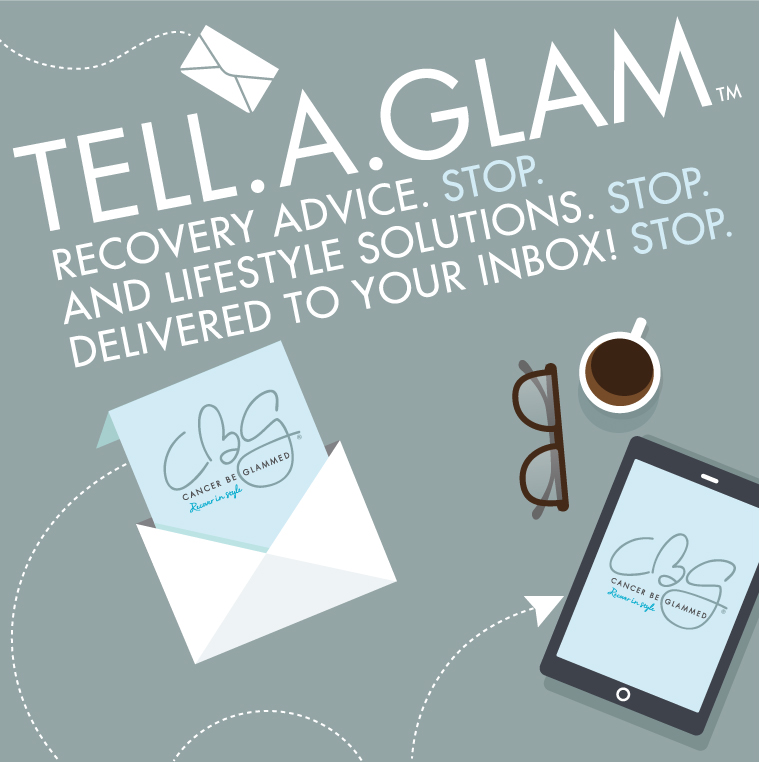 TELL.A.GLAM™
RECOVERY ADVICE. STOP.
AND LIFESTYLE SOLUTIONS. STOP.
DELIVERED TO YOUR INBOX! STOP.
CBG®
CANCER BE GLAMMED
Recover in style
CBG®
CANCER BE GLAMMED
Recover in style